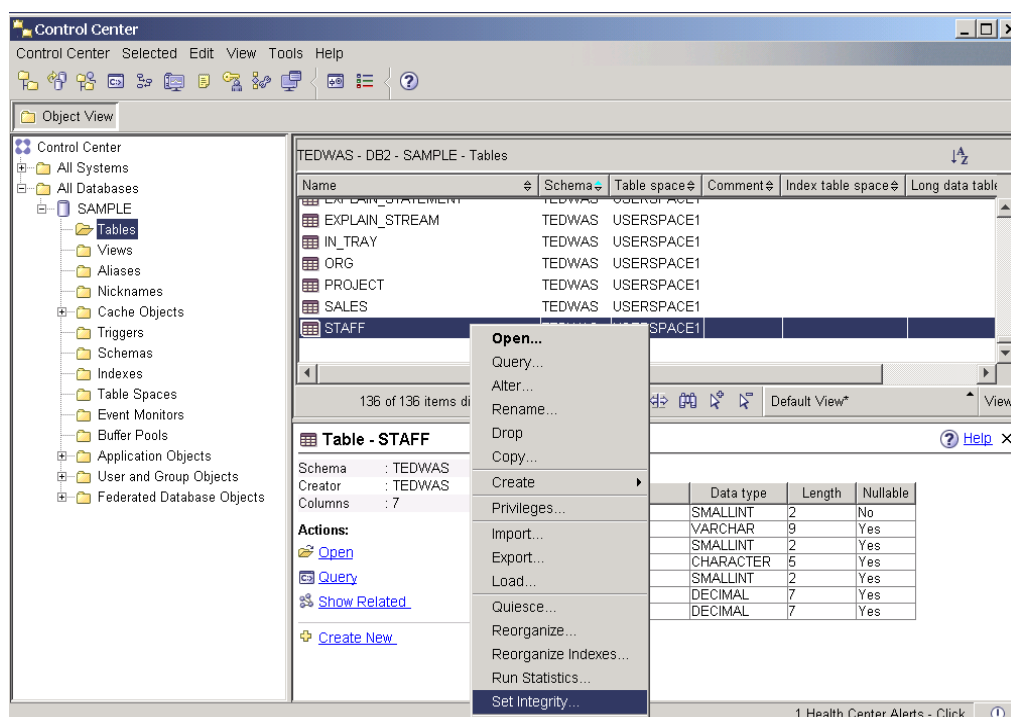 Control Center
Control Center Selected Edit View Tools Help
Object View
Control Center
All Systems
All Databases
SAMPLE
Tables
Views
Aliases
Nicknames
Cache Objects
Triggers
Schemas
Indexes
Table Spaces
Event Monitors
Buffer Pools
Application Objects
User and Group Objects
Federated Database Objects
TEDWAS - DB2 - SAMPLE - Tables
Name Schema Table space Comment Index table space Long data table
EXPLAIN_STATEMENT TEDWAS USERSPACE1
EXPLAIN_STREAM TEDWAS USERSPACE1
IN_TRAY TEDWAS USERSPACE1
ORG TEDWAS USERSPACE1
PROJECT TEDWAS USERSPACE1
SALES TEDWAS USERSPACE1
STAFF
136 of 136 items di
Default View*
View
Open...
Query...
Alter...
Rename...
Drop
Copy...
Create
Privileges...
Import...
Export...
Load...
Quiesce...
Reorganize...
Reorganize Indexes...
Run Statistics...
Set Integrity...
Table - STAFF
Help
Schema : TEDWAS
Creator : TEDWAS
Columns : 7
Actions:
Open
Query
Show Related
Create New
Data type Length Nullable
SMALLINT 2 No
VARCHAR 9 Yes
SMALLINT 2 Yes
CHARACTER 5 Yes
SMALLINT 2 Yes
DECIMAL 7 Yes
DECIMAL 7 Yes
1 Health Center Alerts - Click